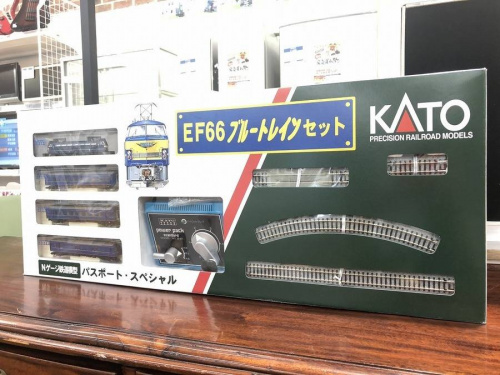 EF66 ブルートレインセット
KATO
PRECISION RAILROAD MODELS
power pack
Nゲージ鉄道模型
パスポート・スペシャル